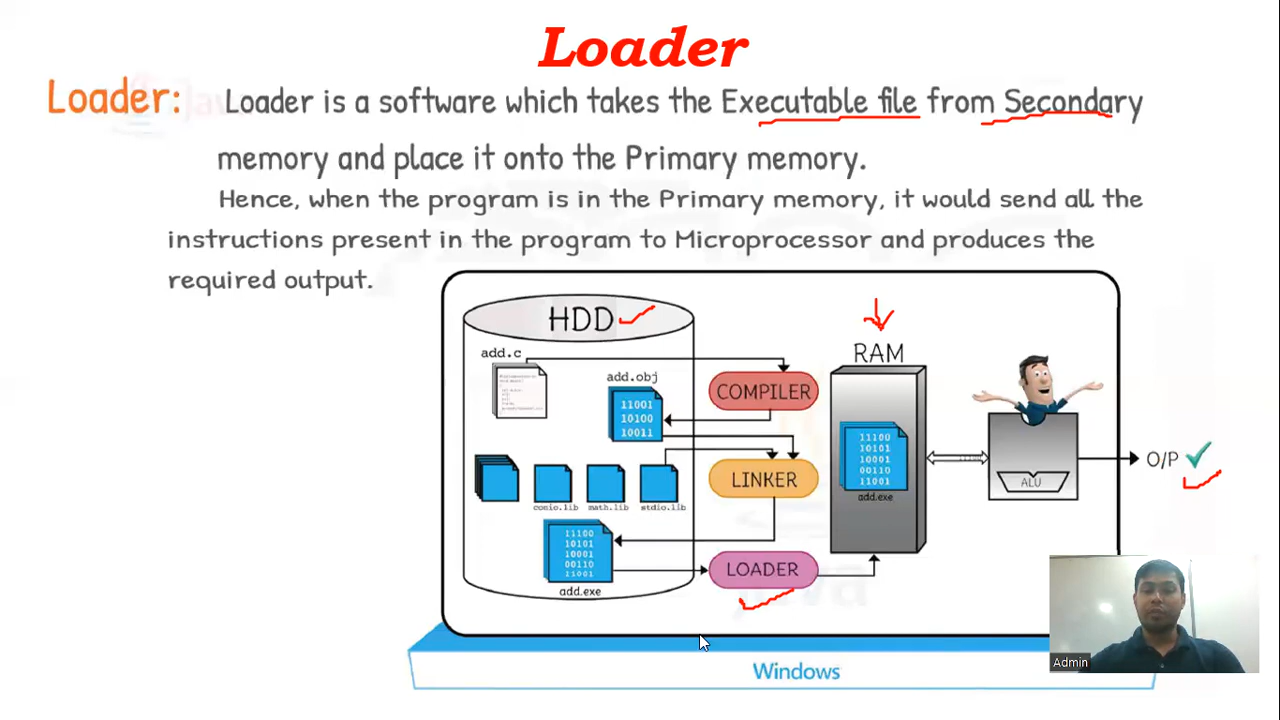 Loader
Loader: Loader is a software which takes the Executable file from Secondary
memory and place it onto the Primary memory.
Hence, when the program is in the Primary memory, it would send all the
instructions present in the program to Microprocessor and produces the
required output.
HDD
RAM
add.c
add.obj
COMPILER
11001
10100
10011
11100
10101
10001
00110
11001
add.exe
LINKER
ALU
O/P
conio.lib math.lib stdio.lib
11100
10101
10001
00110
11001
add.exe
LOADER
Java
Admin
Windows